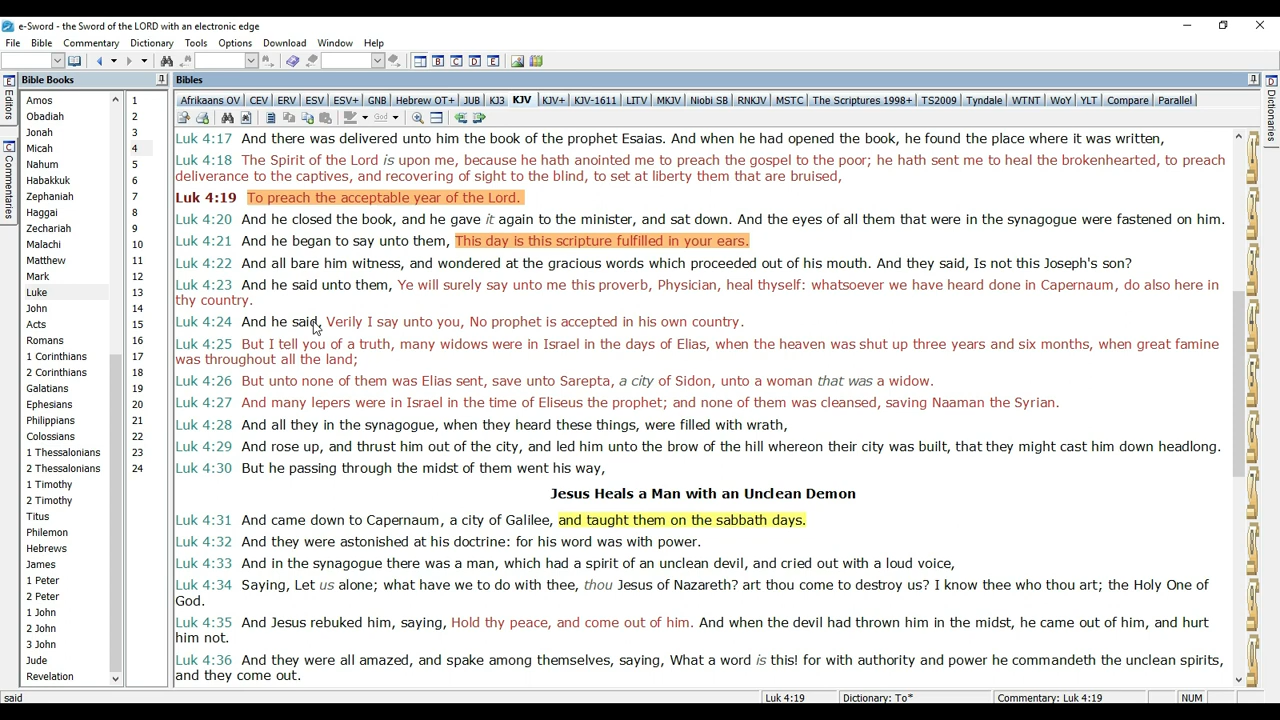 e-Sword - the Sword of the LORD with an electronic edge
File Bible Commentary Dictionary Tools Options Download Window Help
B C D E
Bible Books
Bibles
Editors
Commentaries
Dictionaries
Afrikaans OV CEV ERV ESV ESV+ GNB Hebrew OT+ JUB KJ3 KJV KJV+ KJV-1611 LITV MKJV Niobi SB RNKJV MSTC The Scriptures 1998+ TS2009 Tyndale WTNT WoY YLT Compare Parallel
God
Amos 1
Obadiah 2
Jonah 3
Micah 4
Nahum 5
Habakkuk 6
Zephaniah 7
Haggai 8
Zechariah 9
Malachi 10
Matthew 11
Mark 12
Luke 13
John 14
Acts 15
Romans 16
1 Corinthians 17
2 Corinthians 18
Galatians 19
Ephesians 20
Philippians 21
Colossians 22
1 Thessalonians 23
2 Thessalonians 24
1 Timothy
2 Timothy
Titus
Philemon
Hebrews
James
1 Peter
2 Peter
1 John
2 John
3 John
Jude
Revelation
Luk 4:17 And there was delivered unto him the book of the prophet Esaias. And when he had opened the book, he found the place where it was written,
Luk 4:18 The Spirit of the Lord is upon me, because he hath anointed me to preach the gospel to the poor; he hath sent me to heal the brokenhearted, to preach
deliverance to the captives, and recovering of sight to the blind, to set at liberty them that are bruised,
Luk 4:19 To preach the acceptable year of the Lord.
Luk 4:20 And he closed the book, and he gave it again to the minister, and sat down. And the eyes of all them that were in the synagogue were fastened on him.
Luk 4:21 And he began to say unto them, This day is this scripture fulfilled in your ears.
Luk 4:22 And all bare him witness, and wondered at the gracious words which proceeded out of his mouth. And they said, Is not this Joseph's son?
Luk 4:23 And he said unto them, Ye will surely say unto me this proverb, Physician, heal thyself: whatsoever we have heard done in Capernaum, do also here in
thy country.
Luk 4:24 And he said, Verily I say unto you, No prophet is accepted in his own country.
Luk 4:25 But I tell you of a truth, many widows were in Israel in the days of Elias, when the heaven was shut up three years and six months, when great famine
was throughout all the land;
Luk 4:26 But unto none of them was Elias sent, save unto Sarepta, a city of Sidon, unto a woman that was a widow.
Luk 4:27 And many lepers were in Israel in the time of Eliseus the prophet; and none of them was cleansed, saving Naaman the Syrian.
Luk 4:28 And all they in the synagogue, when they heard these things, were filled with wrath,
Luk 4:29 And rose up, and thrust him out of the city, and led him unto the brow of the hill whereon their city was built, that they might cast him down headlong.
Luk 4:30 But he passing through the midst of them went his way,
Jesus Heals a Man with an Unclean Demon
Luk 4:31 And came down to Capernaum, a city of Galilee, and taught them on the sabbath days.
Luk 4:32 And they were astonished at his doctrine: for his word was with power.
Luk 4:33 And in the synagogue there was a man, which had a spirit of an unclean devil, and cried out with a loud voice,
Luk 4:34 Saying, Let us alone; what have we to do with thee, thou Jesus of Nazareth? art thou come to destroy us? I know thee who thou art; the Holy One of
God.
Luk 4:35 And Jesus rebuked him, saying, Hold thy peace, and come out of him. And when the devil had thrown him in the midst, he came out of him, and hurt
him not.
Luk 4:36 And they were all amazed, and spake among themselves, saying, What a word is this! for with authority and power he commandeth the unclean spirits,
and they come out.
said Luk 4:19 Dictionary: To* Commentary: Luk 4:19 NUM